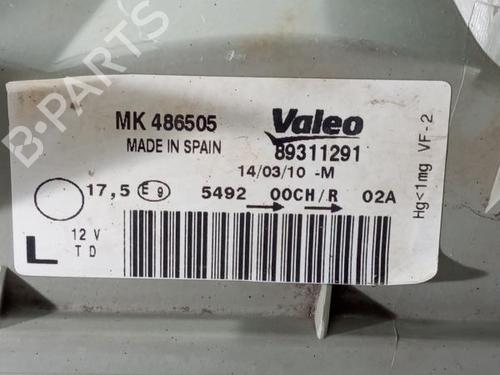 MK 486505
MADE IN SPAIN
Valeo
89311291
14/03/10 -M
17,5 E9 5492 00CH/R 02A
L
12 V
T D
Hg<1mg VF-2
B-PARTS